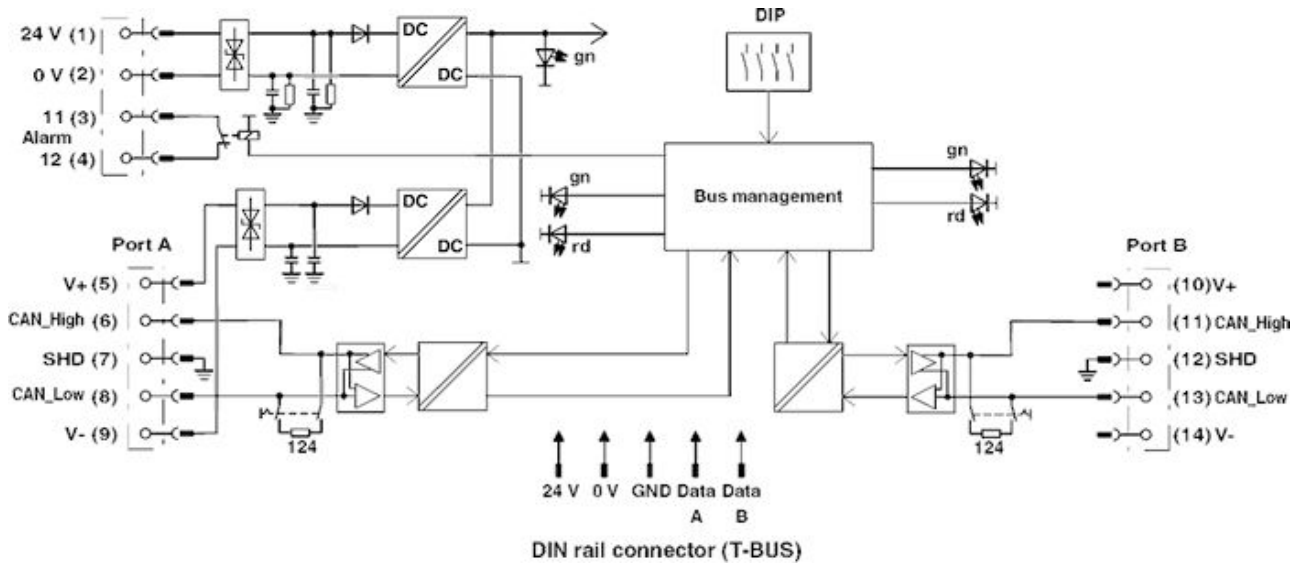 24 V (1)
0 V (2)
11 (3)
Alarm
12 (4)
DC
DC
gn
DIP
Bus management
gn
rd
gn
rd
DC
DC
Port A
V+ (5)
CAN_High (6)
SHD (7)
CAN_Low (8)
V- (9)
124
Port B
(10) V+
(11) CAN_High
(12) SHD
(13) CAN_Low
(14) V-
124
24 V 0 V GND Data Data
A B
DIN rail connector (T-BUS)